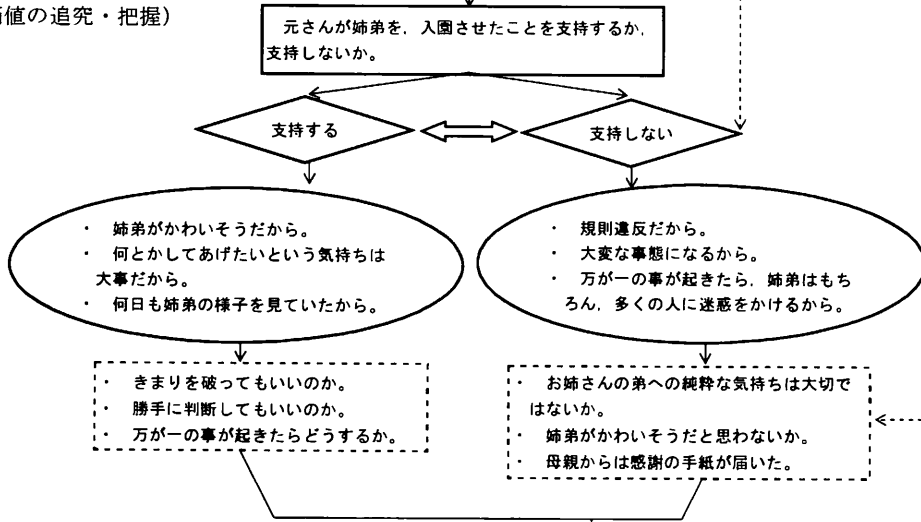 値の追究・把握)
元さんが姉弟を,入園させたことを支持するか,
支持しないか。
支持する
支持しない
・ 姉弟がかわいそうだから。
・ 何とかしてあげたいという気持ちは
大事だから。
・ 何日も姉弟の様子を見ていたから。
・ 規則違反だから。
・ 大変な事態になるから。
・ 万が一の事が起きたら,姉弟はもち
ろん,多くの人に迷惑をかけるから。
・ きまりを破ってもいいのか。
・ 勝手に判断してもいいのか。
・ 万が一の事が起きたらどうするか。
・ お姉さんの弟への純粋な気持ちは大切で
はないか。
・ 姉弟がかわいそうだと思わないか。
・ 母親からは感謝の手紙が届いた。